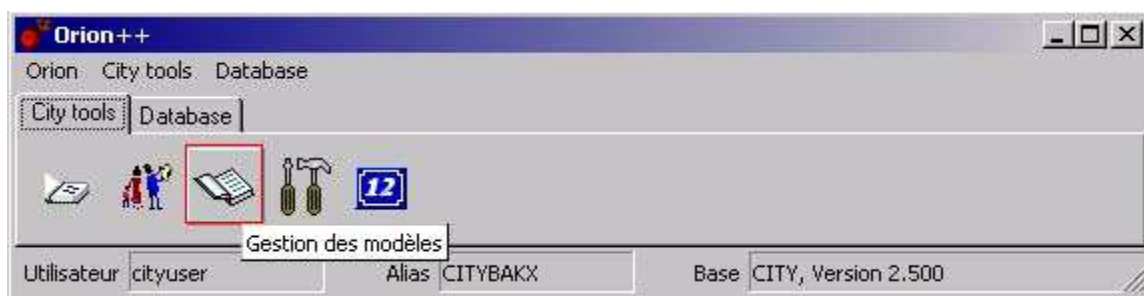 Orion++
Orion City tools Database
City tools Database
12
Gestion des modèles
Utilisateur cityuser Alias CITYBAKX Base CITY, Version 2.500